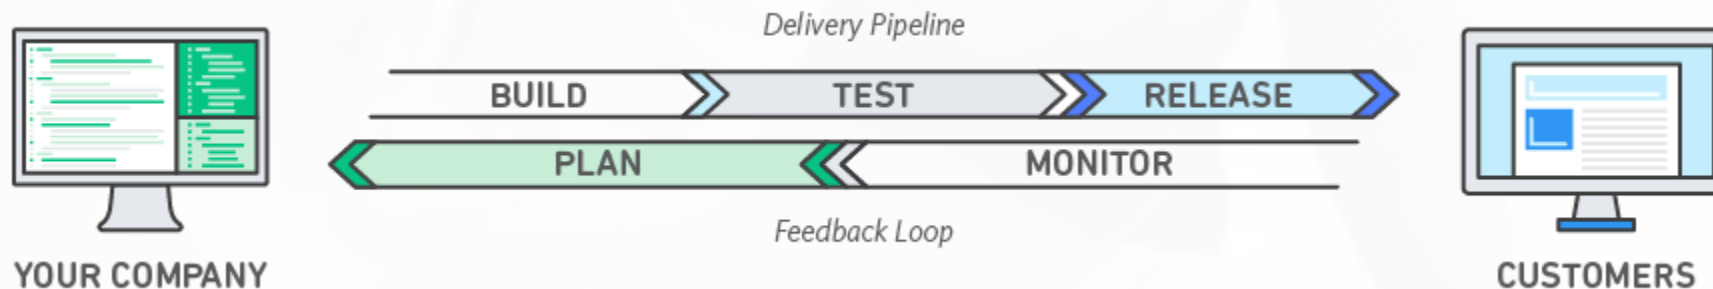 Delivery Pipeline
BUILD TEST RELEASE
PLAN MONITOR
Feedback Loop
YOUR COMPANY
CUSTOMERS